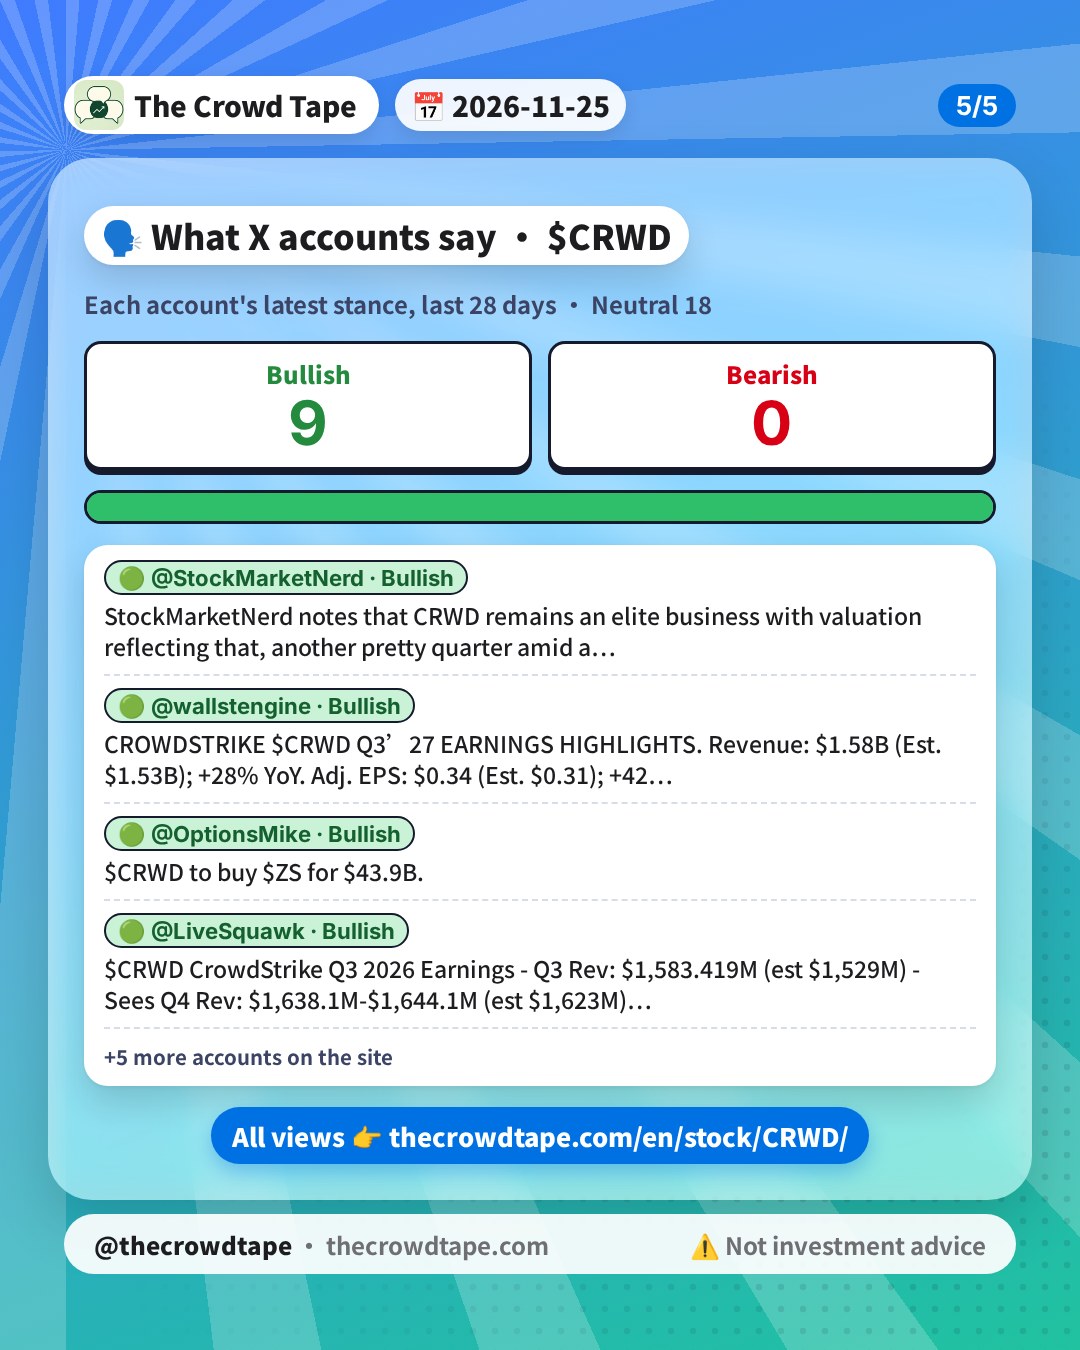 The Crowd Tape
July 17
2026-11-25
5/5
🗣️ What X accounts say ・ $CRWD
Each account's latest stance, last 28 days ・ Neutral 18
Bullish
9
Bearish
0
🟢 @StockMarketNerd · Bullish
StockMarketNerd notes that CRWD remains an elite business with valuation
reflecting that, another pretty quarter amid a…
🟢 @wallstengine · Bullish
CROWDSTRIKE $CRWD Q3’27 EARNINGS HIGHLIGHTS. Revenue: $1.58B (Est.
$1.53B); +28% YoY. Adj. EPS: $0.34 (Est. $0.31); +42…
🟢 @OptionsMike · Bullish
$CRWD to buy $ZS for $43.9B.
🟢 @LiveSquawk · Bullish
$CRWD CrowdStrike Q3 2026 Earnings - Q3 Rev: $1,583.419M (est $1,529M) -
Sees Q4 Rev: $1,638.1M-$1,644.1M (est $1,623M)…
+5 more accounts on the site
All views 👉 thecrowdtape.com/en/stock/CRWD/
@thecrowdtape ・ thecrowdtape.com
⚠️ Not investment advice